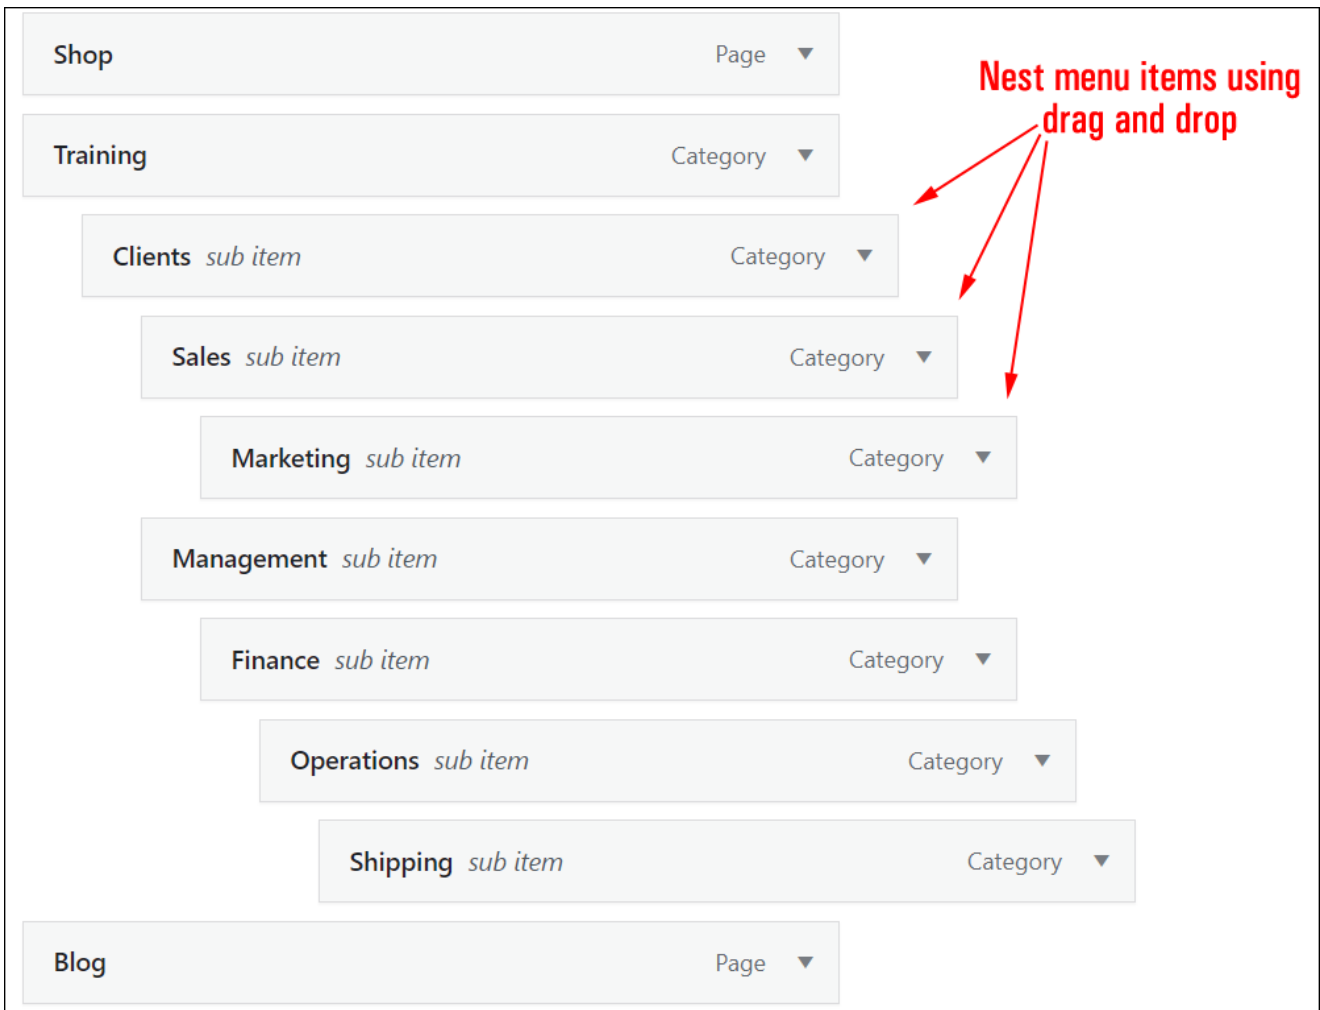 Shop Page
Nest menu items using
drag and drop
Training Category
Clients sub item Category
Sales sub item Category
Marketing sub item Category
Management sub item Category
Finance sub item Category
Operations sub item Category
Shipping sub item Category
Blog Page